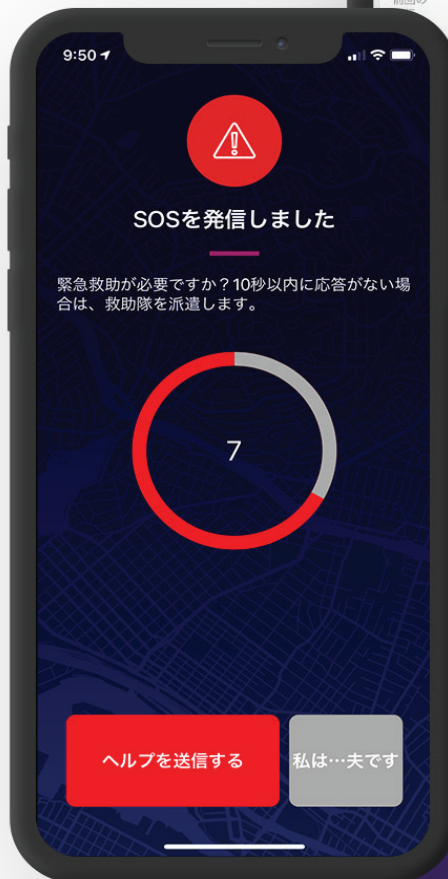 前回の
9:50
SOSを発信しました
緊急救助が必要ですか？10秒以内に応答がない場
合は、救助隊を派遣します。
7
ヘルプを送信する
私は…夫です